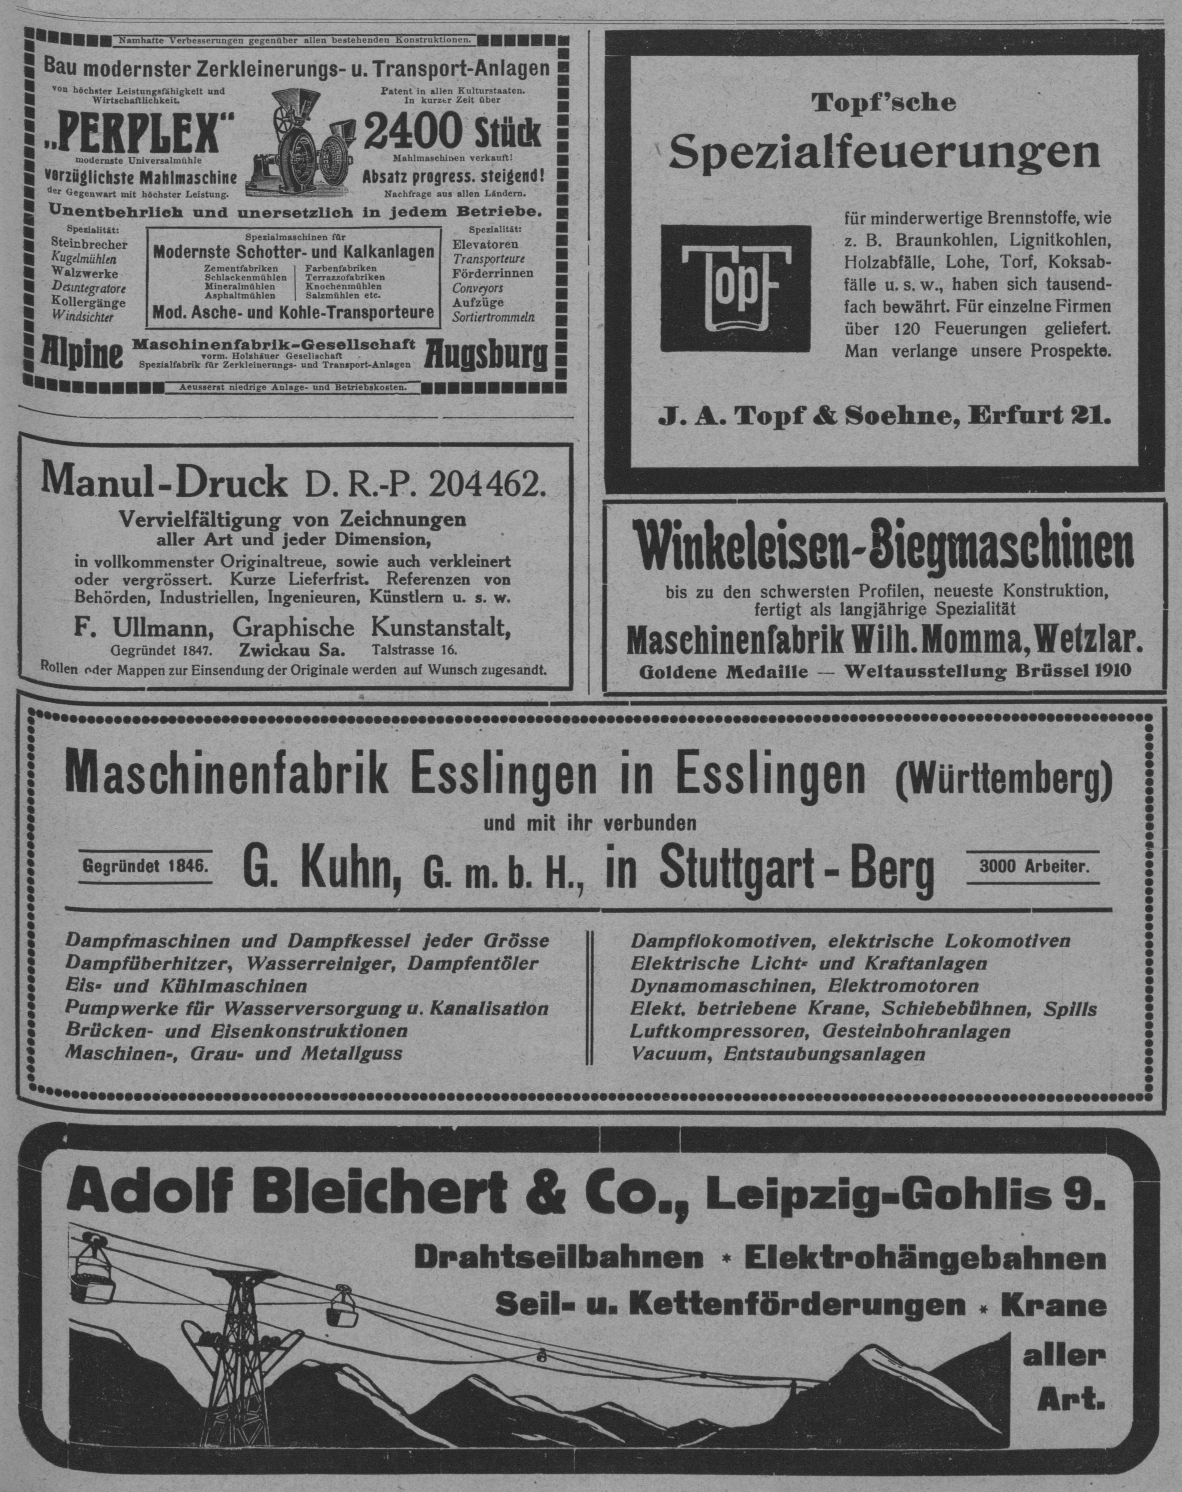 Namhafte Verbesserungen gegenüber allen bestehenden Konstruktionen.
Bau modernster Zerkleinerungs- u. Transport-Anlagen
von höchster Leistungsfähigkeit und
Wirtschaftlichkeit.
„PERPLEX“
modernste Universalmühle
vorzüglichste Mahlmaschine
der Gegenwart mit höchster Leistung.
Patent in allen Kulturstaaten.
In kurzer Zeit über
2400 Stück
Mahlmaschinen verkauft!
Absatz progress. steigend!
Nachfrage aus allen Ländern.
Unentbehrlich und unersetzlich in jedem Betriebe.
Spezialität:
Steinbrecher
Kugelmühlen
Walzwerke
Desintegratore
Kollergänge
Windsichter
Spezialmaschinen für
Modernste Schotter- und Kalkanlagen
Zementfabriken
Schlackenmühlen
Mineralmühlen
Asphaltmühlen
Farbenfabriken
Terrazzofabriken
Knochenmühlen
Salzmühlen etc.
Mod. Asche- und Kohle-Transporteure
Spezialität:
Elevatoren
Transporteure
Förderrinnen
Conveyors
Aufzüge
Sortiertrommeln
Alpine Maschinenfabrik-Gesellschaft Augsburg
vorm. Holzhäuer Gesellschaft
Spezialfabrik für Zerkleinerungs- und Transport-Anlagen
Aeusserst niedrige Anlage- und Betriebskosten.
Manul-Druck D. R.-P. 204462.
Vervielfältigung von Zeichnungen
aller Art und jeder Dimension,
in vollkommenster Originaltreue, sowie auch verkleinert
oder vergrössert. Kurze Lieferfrist. Referenzen von
Behörden, Industriellen, Ingenieuren, Künstlern u. s. w.
F. Ullmann, Graphische Kunstanstalt,
Gegründet 1847. Zwickau Sa. Talstrasse 16.
Rollen oder Mappen zur Einsendung der Originale werden auf Wunsch zugesandt.
Topf'sche
Spezialfeuerungen
Topf
für minderwertige Brennstoffe, wie
z. B. Braunkohlen, Lignitkohlen,
Holzabfälle, Lohe, Torf, Koksab-
fälle u. s. w., haben sich tausend-
fach bewährt. Für einzelne Firmen
über 120 Feuerungen geliefert.
Man verlange unsere Prospekte.
J. A. Topf & Soehne, Erfurt 21.
Winkeleisen-Biegmaschinen
bis zu den schwersten Profilen, neueste Konstruktion,
fertigt als langjährige Spezialität
Maschinenfabrik Wilh. Momma, Wetzlar.
Goldene Medaille — Weltausstellung Brüssel 1910
Maschinenfabrik Esslingen in Esslingen (Württemberg)
und mit ihr verbunden
Gegründet 1846. G. Kuhn, G. m. b. H., in Stuttgart - Berg 3000 Arbeiter.
Dampfmaschinen und Dampfkessel jeder Grösse
Dampfüberhitzer, Wasserreiniger, Dampfentöler
Eis- und Kühlmaschinen
Pumpwerke für Wasserversorgung u. Kanalisation
Brücken- und Eisenkonstruktionen
Maschinen-, Grau- und Metallguss
Dampflokomotiven, elektrische Lokomotiven
Elektrische Licht- und Kraftanlagen
Dynamomaschinen, Elektromotoren
Elekt. betriebene Krane, Schiebebühnen, Spills
Luftkompressoren, Gesteinbohranlagen
Vacuum, Entstaubungsanlagen
Adolf Bleichert & Co., Leipzig-Gohlis 9.
Drahtseilbahnen * Elektrohängebahnen
Seil- u. Kettenförderungen * Krane
aller
Art.